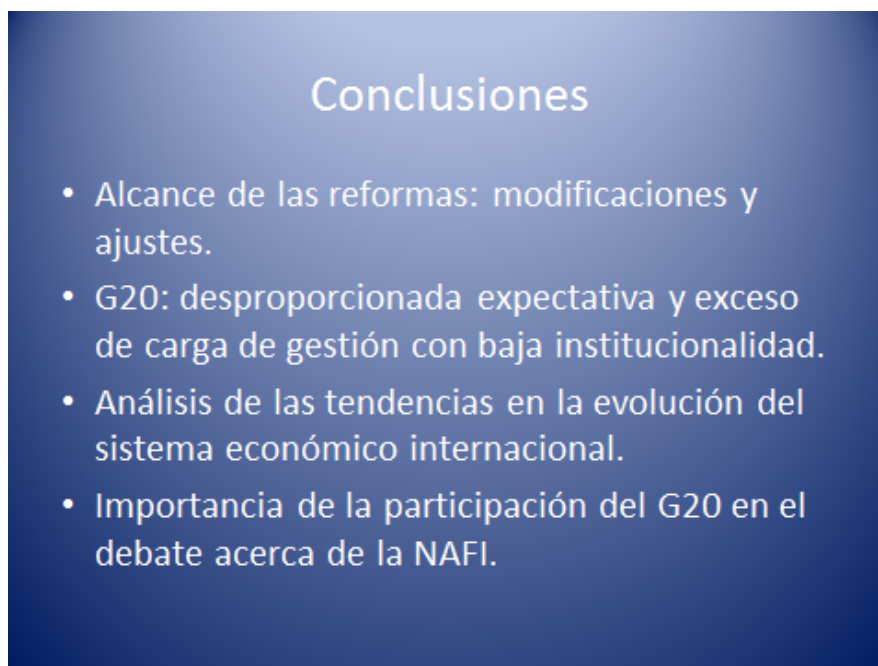 Conclusiones
• Alcance de las reformas: modificaciones y
ajustes.
• G20: desproporcionada expectativa y exceso
de carga de gestión con baja institucionalidad.
• Análisis de las tendencias en la evolución del
sistema económico internacional.
• Importancia de la participación del G20 en el
debate acerca de la NAFI.